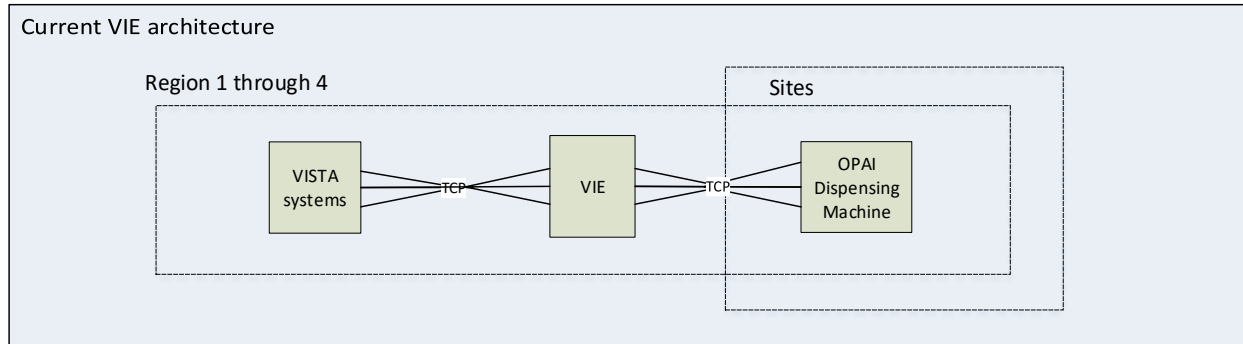 Current VIE architecture
Region 1 through 4
Sites
VISTA
systems
TCP
VIE
TCP
OPAI
Dispensing
Machine